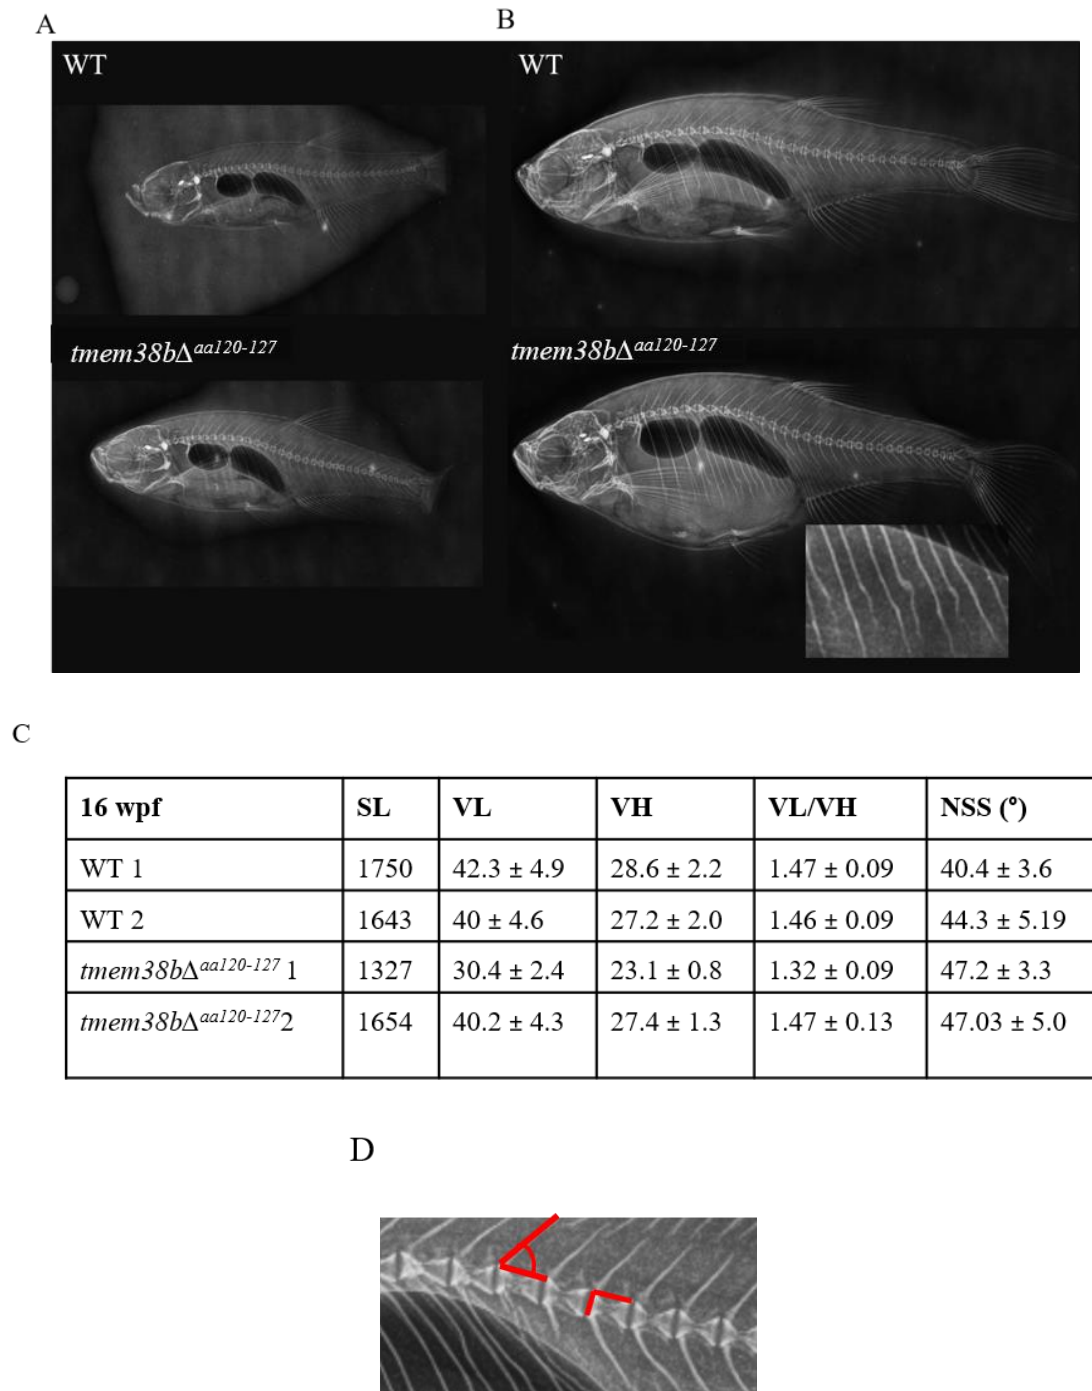 A
B
WT
WT
tmem38bΔaa120-127
tmem38bΔaa120-127
C
16 wpf SL VL VH VL/VH NSS (°)
WT 1 1750 42.3 ± 4.9 28.6 ± 2.2 1.47 ± 0.09 40.4 ± 3.6
WT 2 1643 40 ± 4.6 27.2 ± 2.0 1.46 ± 0.09 44.3 ± 5.19
tmem38bΔaa120-127 1 1327 30.4 ± 2.4 23.1 ± 0.8 1.32 ± 0.09 47.2 ± 3.3
tmem38bΔaa120-1272 1654 40.2 ± 4.3 27.4 ± 1.3 1.47 ± 0.13 47.03 ± 5.0
D